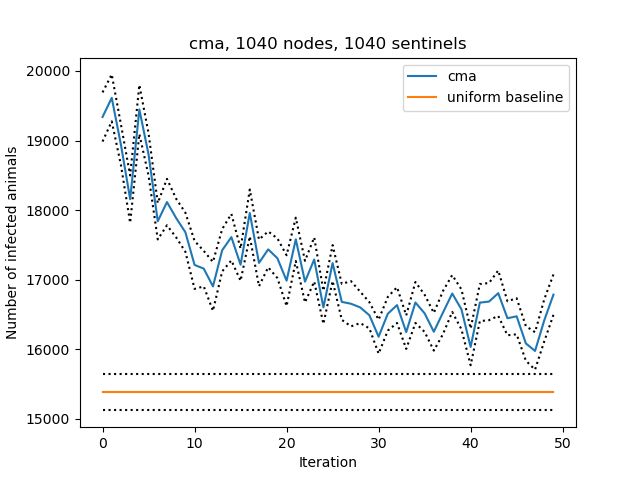 cma, 1040 nodes, 1040 sentinels
cma
uniform baseline
Number of infected animals
20000
19000
18000
17000
16000
15000
0 10 20 30 40 50
Iteration